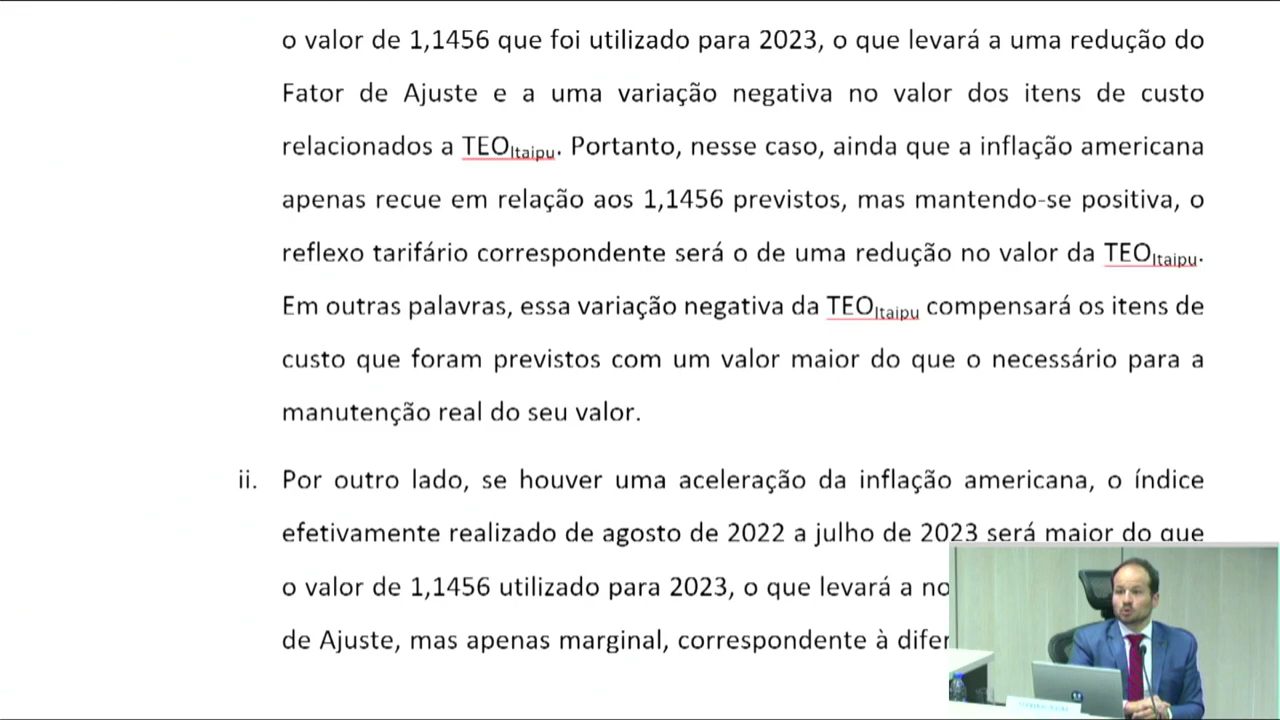 o valor de 1,1456 que foi utilizado para 2023, o que levará a uma redução do
Fator de Ajuste e a uma variação negativa no valor dos itens de custo
relacionados a TEOItaipu. Portanto, nesse caso, ainda que a inflação americana
apenas recue em relação aos 1,1456 previstos, mas mantendo-se positiva, o
reflexo tarifário correspondente será o de uma redução no valor da TEOItaipu.
Em outras palavras, essa variação negativa da TEOItaipu compensará os itens de
custo que foram previstos com um valor maior do que o necessário para a
manutenção real do seu valor.
ii. Por outro lado, se houver uma aceleração da inflação americana, o índice
efetivamente realizado de agosto de 2022 a julho de 2023 será maior do que
o valor de 1,1456 utilizado para 2023, o que levará a no
de Ajuste, mas apenas marginal, correspondente à difer